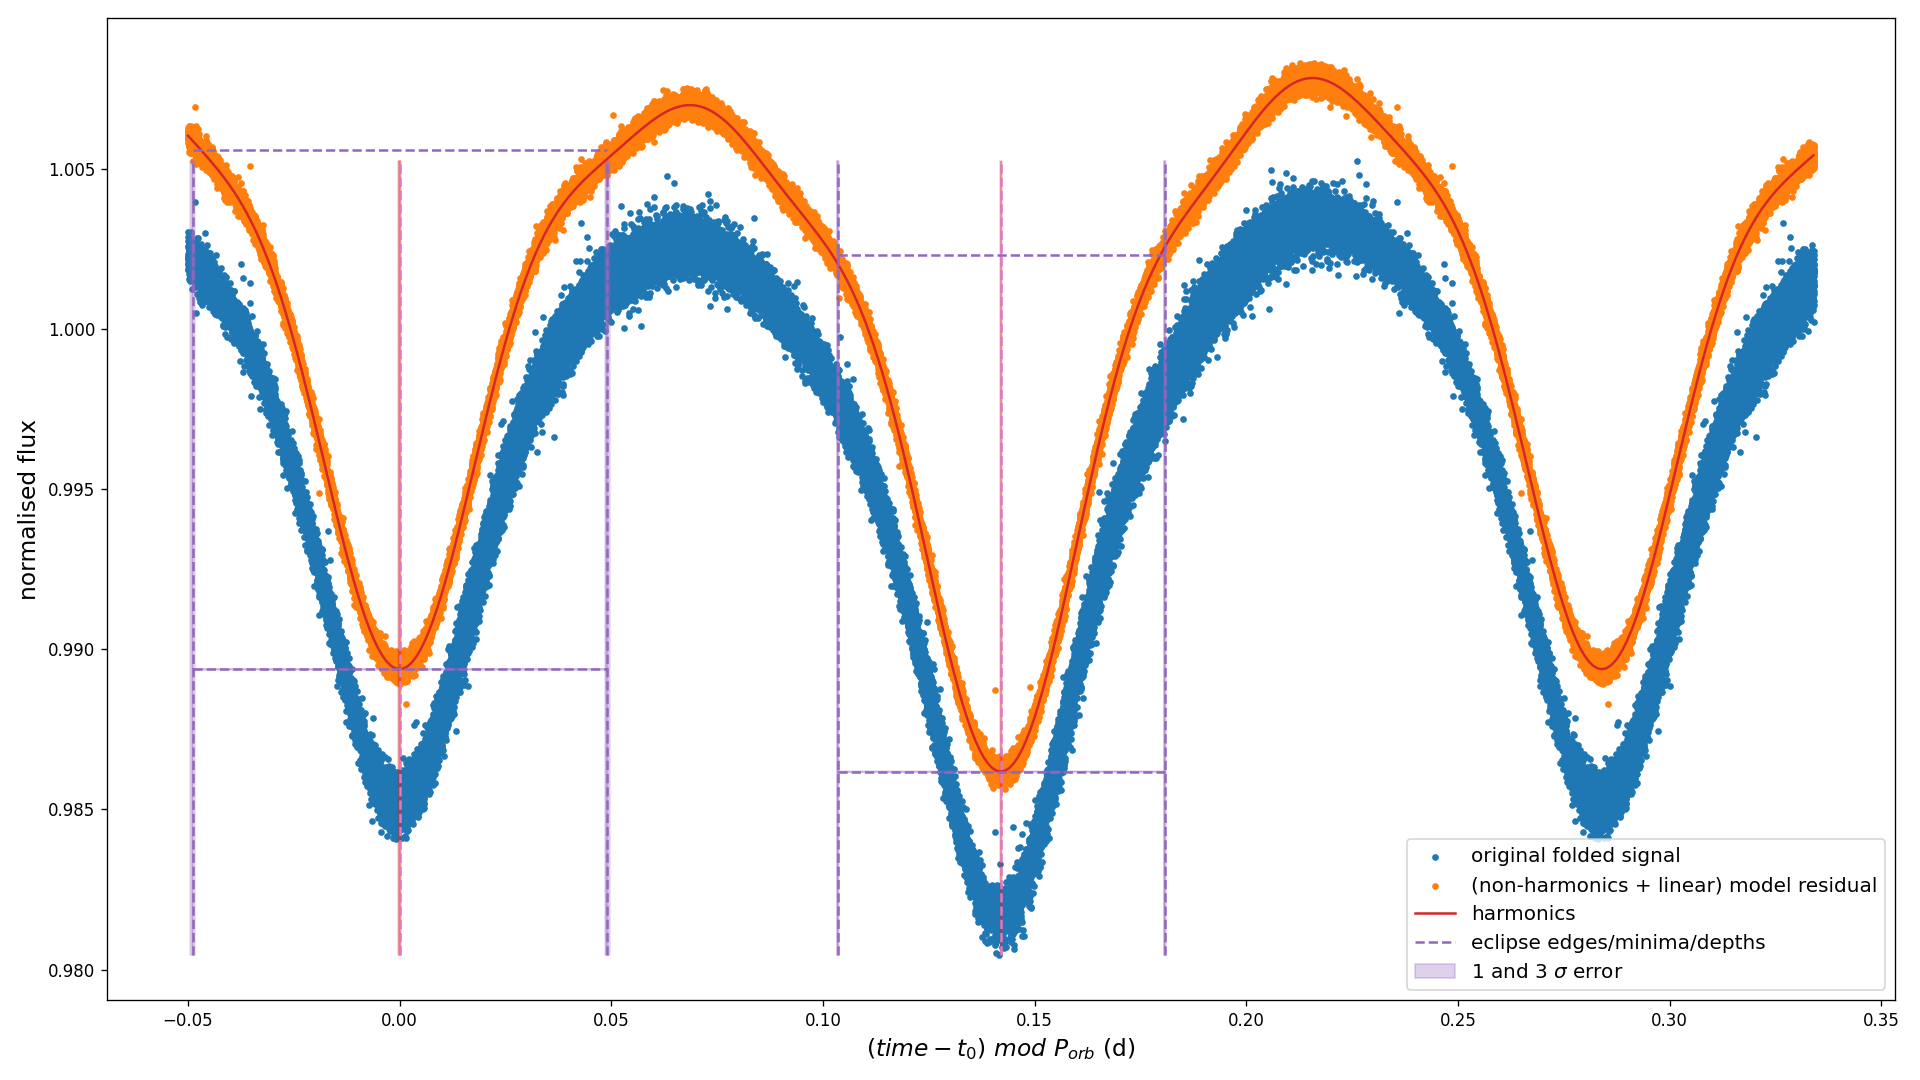 normalised flux
1.005
1.000
0.995
0.990
0.985
0.980
−0.05
0.00
0.05
0.10
0.15
0.20
0.25
0.30
0.35
(time − t₀) mod Pₒᵣb (d)
original folded signal
(non-harmonics + linear) model residual
harmonics
eclipse edges/minima/depths
1 and 3 σ error